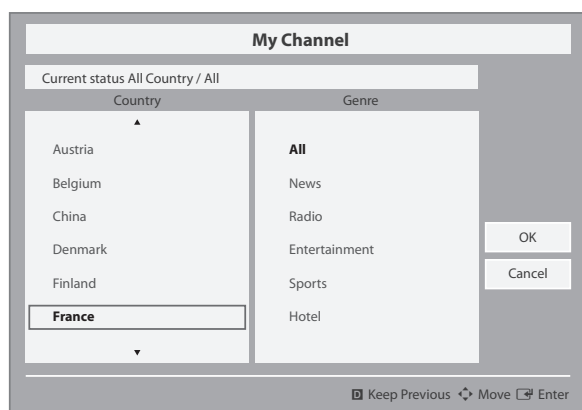 My Channel
Current status All Country / All
Country
Genre
Austria
Belgium
China
Denmark
Finland
France
All
News
Radio
Entertainment
Sports
Hotel
OK
Cancel
D Keep Previous Move Enter